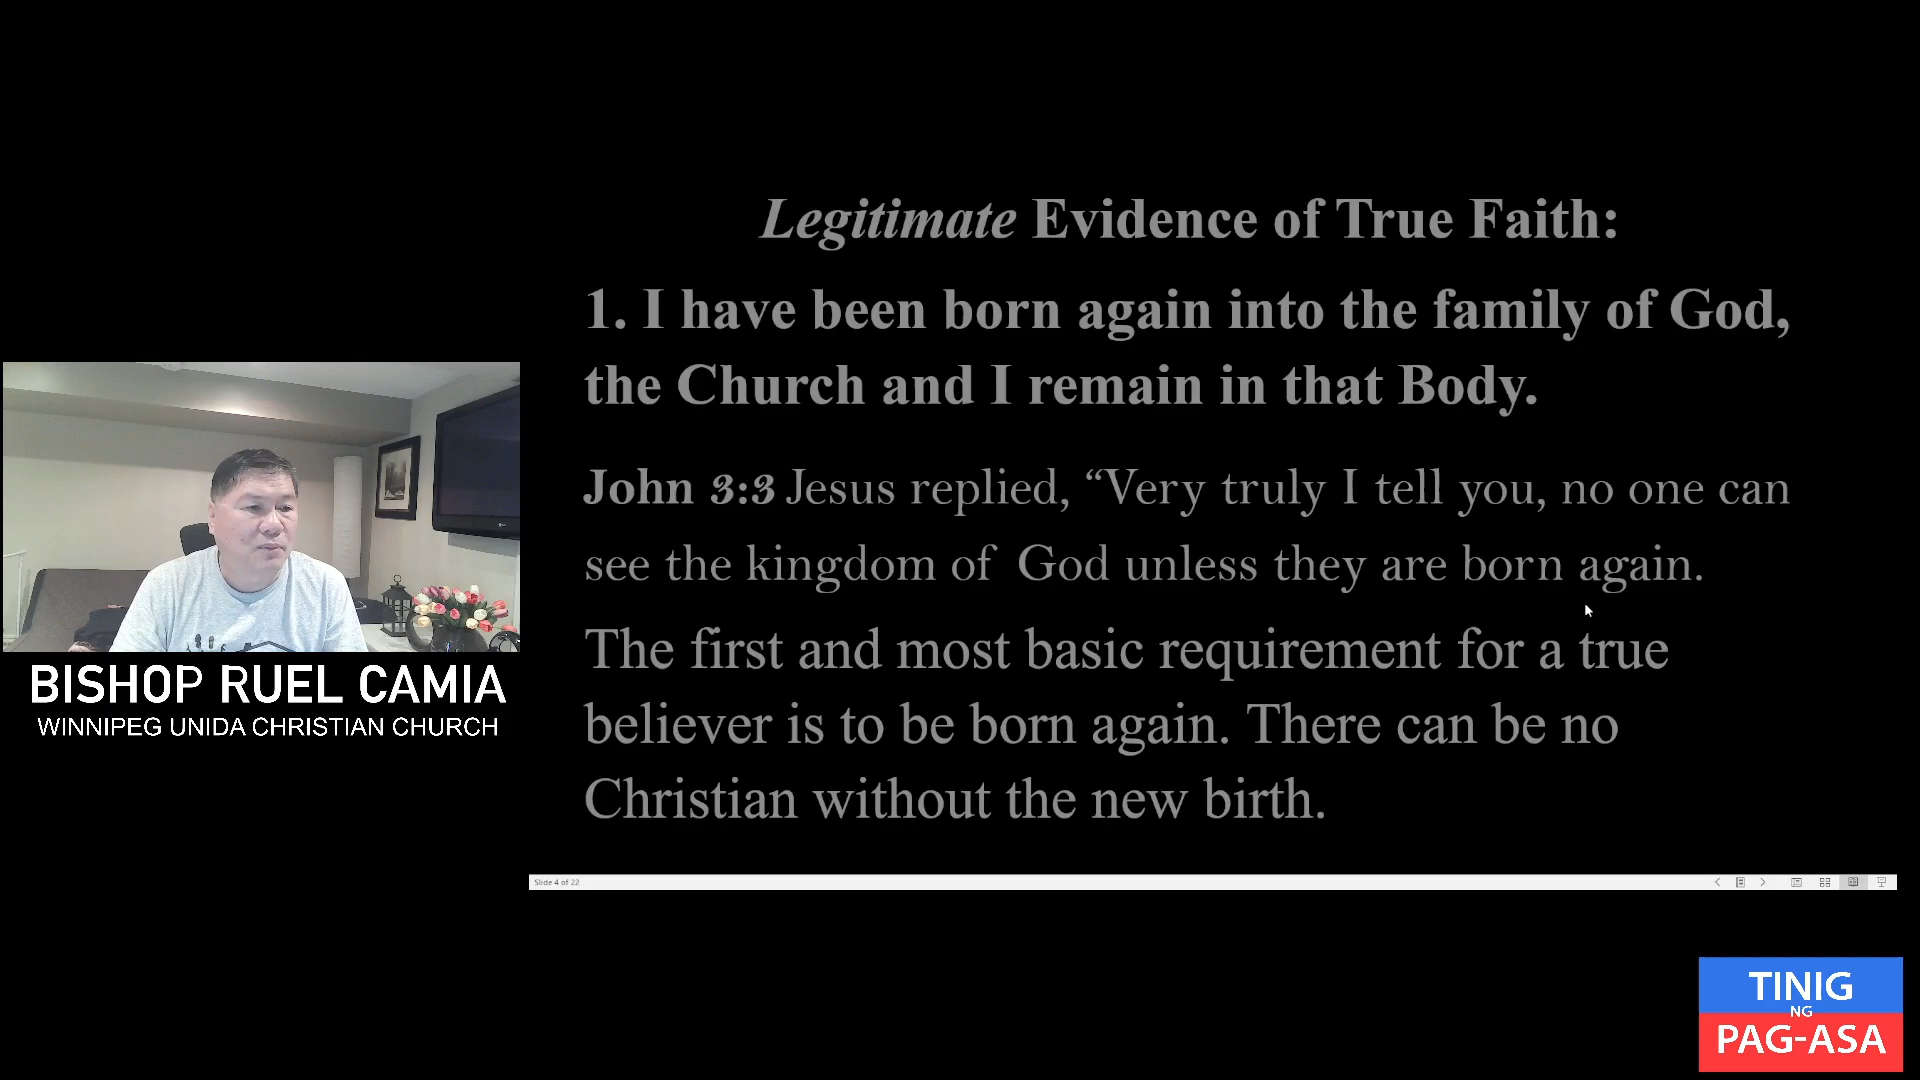 Legitimate Evidence of True Faith:
1. I have been born again into the family of God,
the Church and I remain in that Body.
John 3:3 Jesus replied, “Very truly I tell you, no one can
see the kingdom of God unless they are born again.
The first and most basic requirement for a true
believer is to be born again. There can be no
Christian without the new birth.
BISHOP RUEL CAMIA
WINNIPEG UNIDA CHRISTIAN CHURCH
Slide 4 of 22
TINIG
NG
PAG-ASA